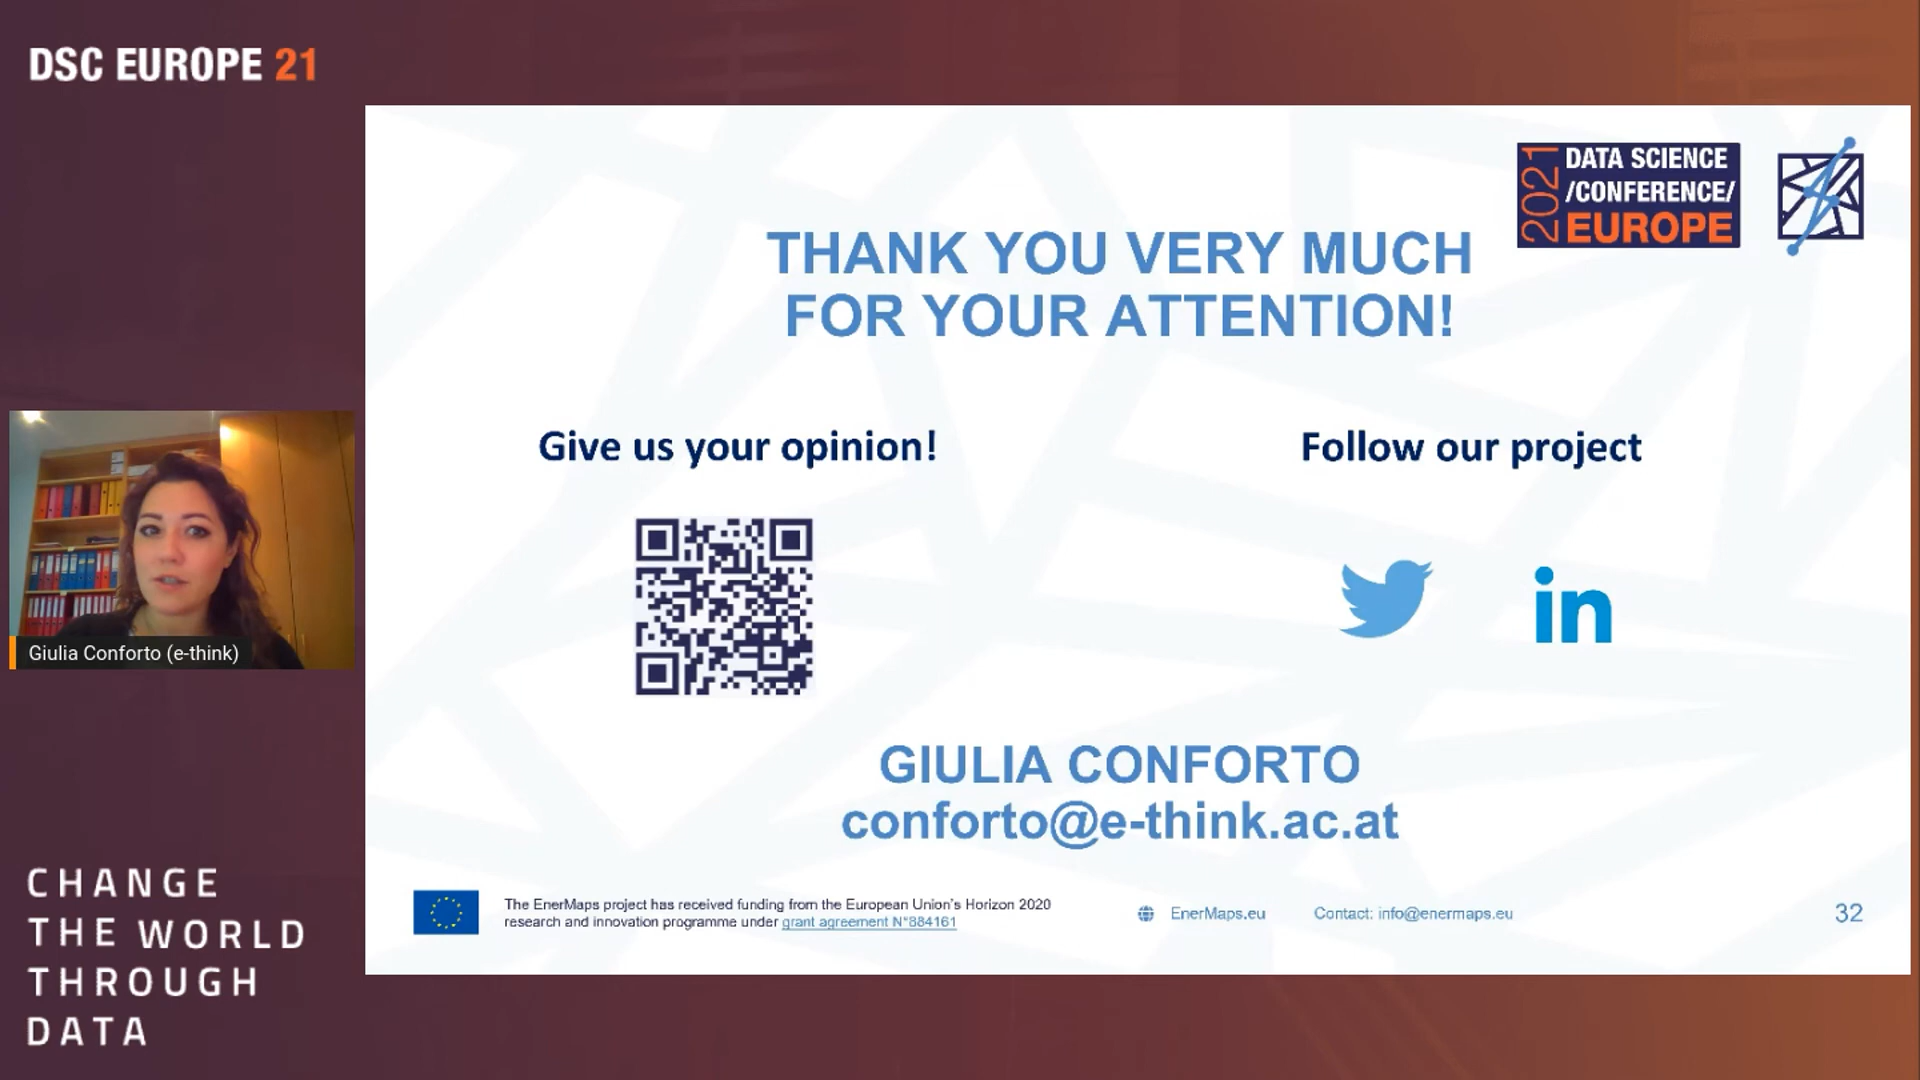 DSC EUROPE 21
2021
DATA SCIENCE
/CONFERENCE/
EUROPE
THANK YOU VERY MUCH
FOR YOUR ATTENTION!
Give us your opinion!
Follow our project
in
Giulia Conforto (e-think)
GIULIA CONFORTO
conforto@e-think.ac.at
CHANGE
THE WORLD
THROUGH
DATA
The EnerMaps project has received funding from the European Union's Horizon 2020
research and innovation programme under grant agreement N°884161
EnerMaps.eu
Contact: info@enermaps.eu
32